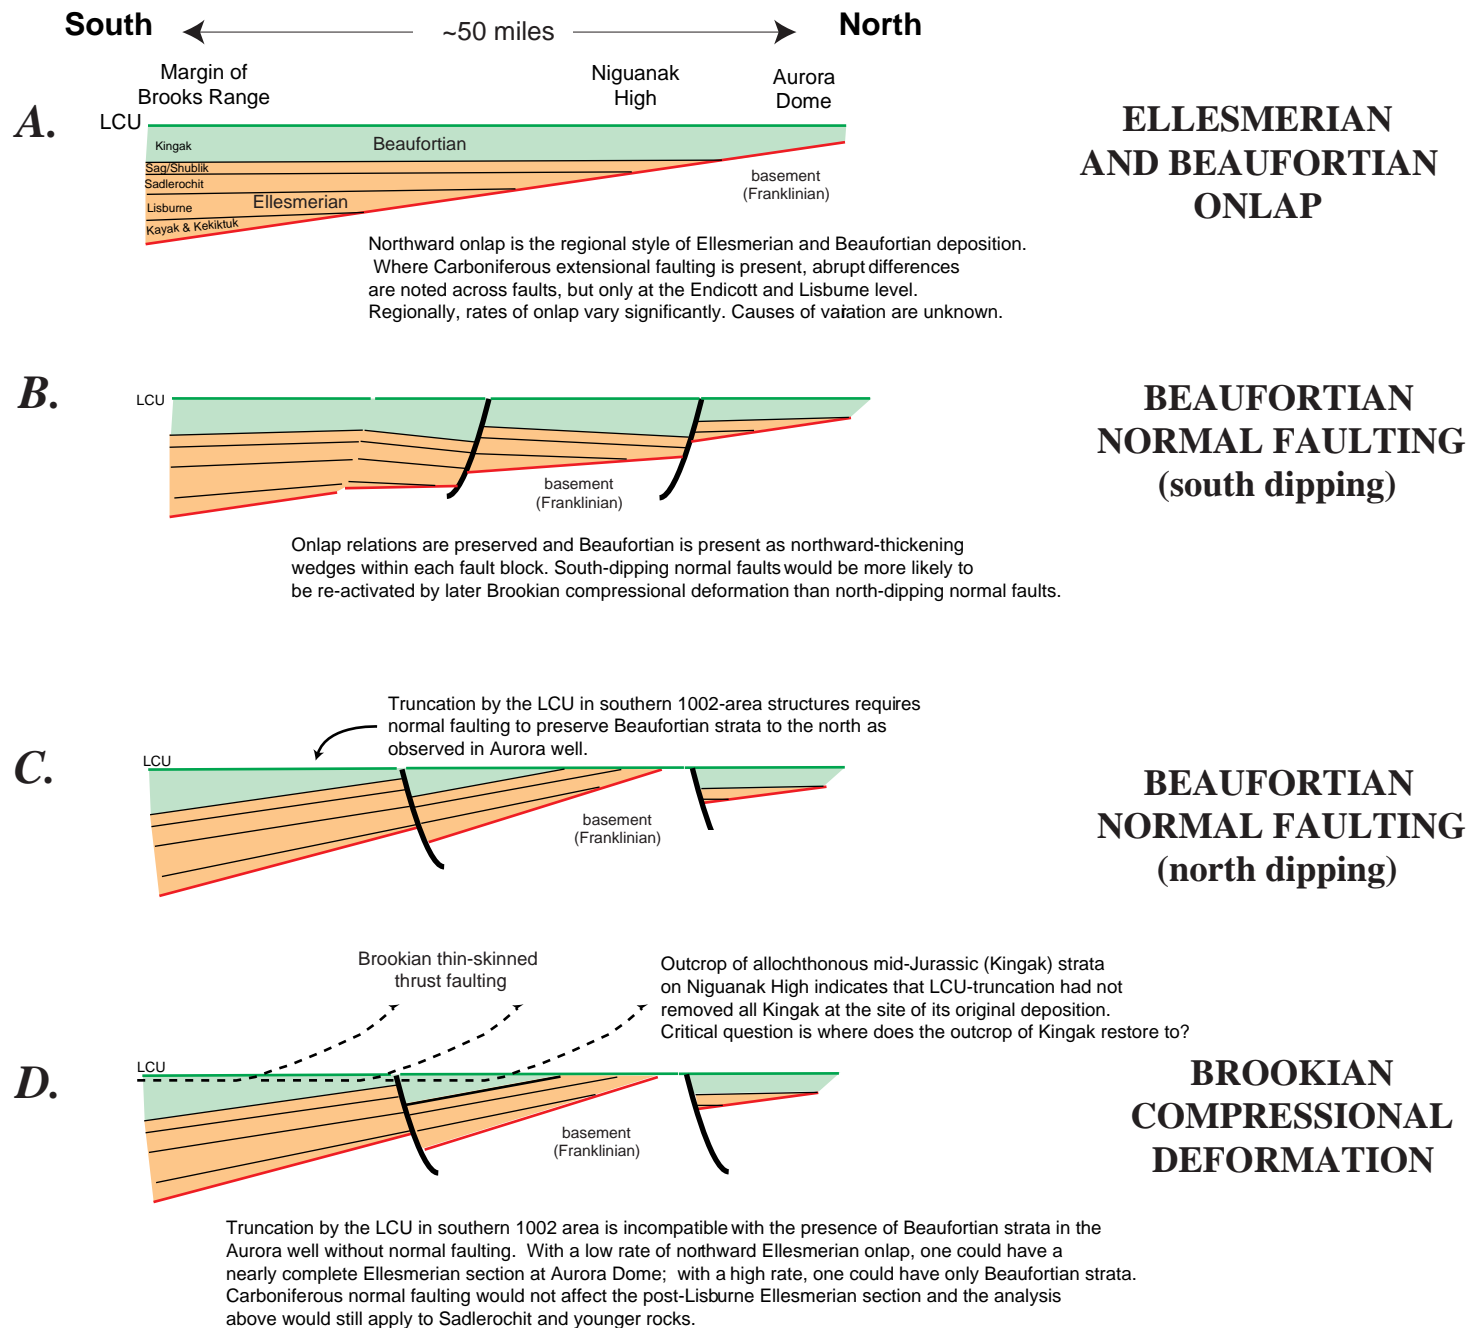 South ~50 miles North
Margin of
Brooks Range
Niguanak
High
Aurora
Dome
A.
LCU
Kingak
Beaufortian
Sag/Shublik
Sadlerochit
Lisburne
Ellesmerian
Kayak & Kekiktuk
basement
(Franklinian)
ELLESMERIAN
AND BEAUFORTIAN
ONLAP
Northward onlap is the regional style of Ellesmerian and Beaufortian deposition.
Where Carboniferous extensional faulting is present, abrupt differences
are noted across faults, but only at the Endicott and Lisburne level.
Regionally, rates of onlap vary significantly. Causes of variation are unknown.
B.
LCU
basement
(Franklinian)
BEAUFORTIAN
NORMAL FAULTING
(south dipping)
Onlap relations are preserved and Beaufortian is present as northward-thickening
wedges within each fault block. South-dipping normal faults would be more likely to
be re-activated by later Brookian compressional deformation than north-dipping normal faults.
Truncation by the LCU in southern 1002-area structures requires
normal faulting to preserve Beaufortian strata to the north as
observed in Aurora well.
C.
LCU
basement
(Franklinian)
BEAUFORTIAN
NORMAL FAULTING
(north dipping)
Brookian thin-skinned
thrust faulting
Outcrop of allochthonous mid-Jurassic (Kingak) strata
on Niguanak High indicates that LCU-truncation had not
removed all Kingak at the site of its original deposition.
Critical question is where does the outcrop of Kingak restore to?
D.
LCU
basement
(Franklinian)
BROOKIAN
COMPRESSIONAL
DEFORMATION
Truncation by the LCU in southern 1002 area is incompatible with the presence of Beaufortian strata in the
Aurora well without normal faulting. With a low rate of northward Ellesmerian onlap, one could have a
nearly complete Ellesmerian section at Aurora Dome; with a high rate, one could have only Beaufortian strata.
Carboniferous normal faulting would not affect the post-Lisburne Ellesmerian section and the analysis
above would still apply to Sadlerochit and younger rocks.